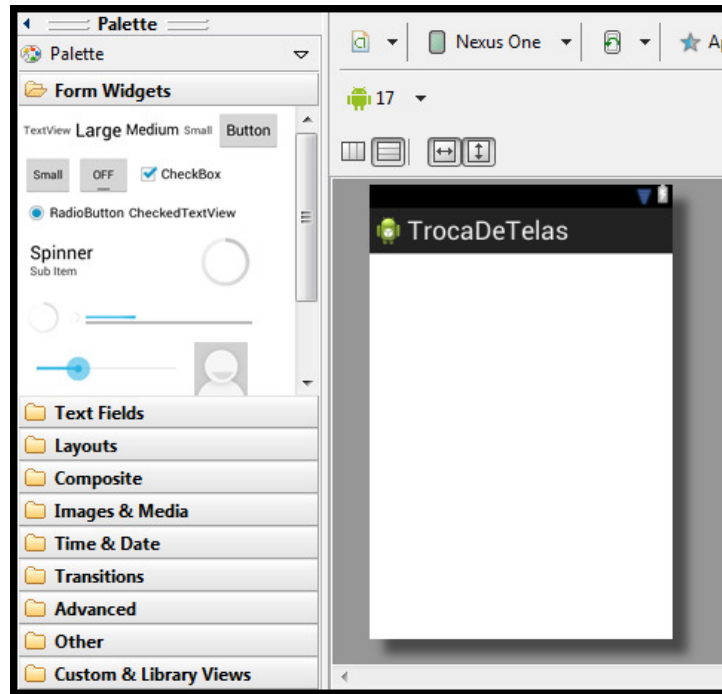 Palette
Palette
Form Widgets
TextView Large Medium Small Button
Small OFF CheckBox
RadioButton CheckedTextView
Spinner
Sub Item
Text Fields
Layouts
Composite
Images & Media
Time & Date
Transitions
Advanced
Other
Custom & Library Views
Nexus One
17
TrocaDeTelas